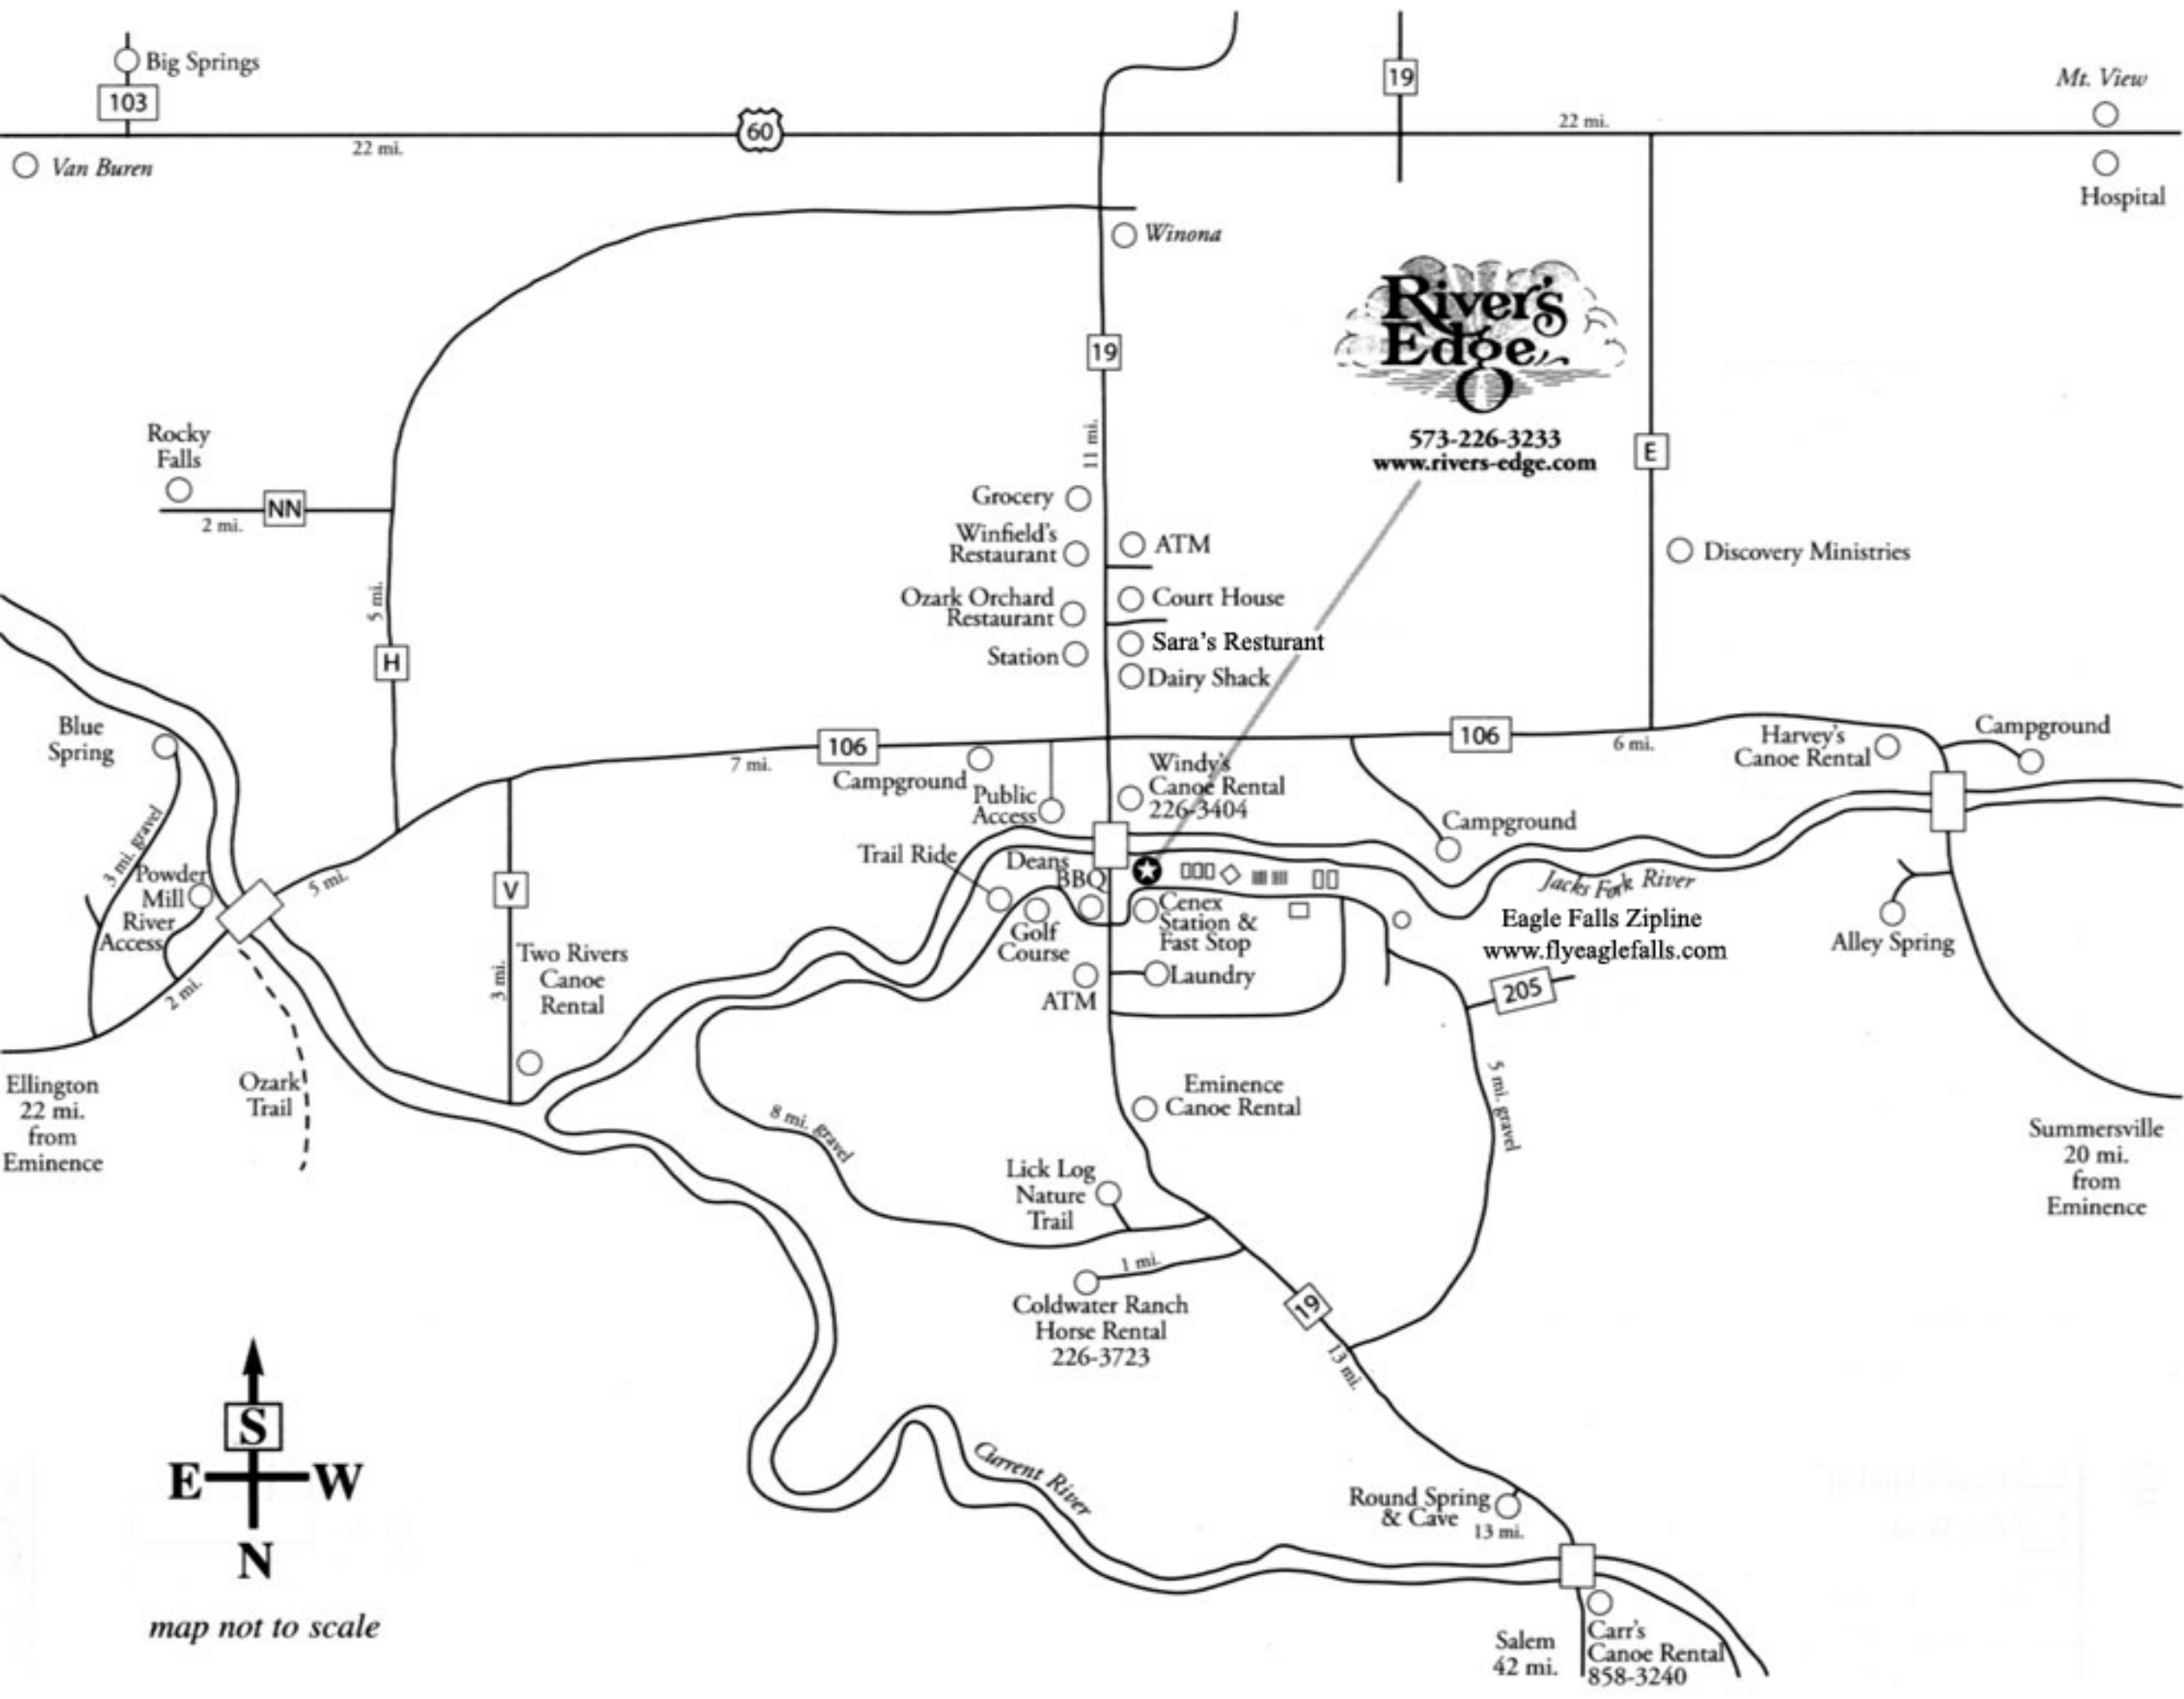 Big Springs
103
Van Buren
22 mi.
60
19
22 mi.
Mt. View
Hospital
Winona
19
11 mi.
River's
Edge
573-226-3233
www.rivers-edge.com
E
Discovery Ministries
Rocky
Falls
NN
2 mi.
5 mi.
H
Grocery
Winfield's
Restaurant
ATM
Ozark Orchard
Restaurant
Court House
Sara's Resturant
Station
Dairy Shack
Blue
Spring
3 mi. gravel
Powder
Mill
River
Access
2 mi.
5 mi.
7 mi.
106
Campground
Public
Access
Windy's
Canoe Rental
226-3404
106
6 mi.
Harvey's
Canoe Rental
Campground
Campground
Trail Ride
Deans
BBQ
Golf
Course
Cenex
Station &
Fast Stop
ATM
Laundry
Jacks Fork River
Eagle Falls Zipline
www.flyeaglefalls.com
205
Alley Spring
V
3 mi.
Two Rivers
Canoe
Rental
Ellington
22 mi.
from
Eminence
Ozark
Trail
8 mi. gravel
Eminence
Canoe Rental
5 mi. gravel
Summersville
20 mi.
from
Eminence
Lick Log
Nature
Trail
1 mi.
Coldwater Ranch
Horse Rental
226-3723
19
13 mi.
Current River
Round Spring
& Cave
13 mi.
Salem
42 mi.
Carr's
Canoe Rental
858-3240
S
E W
N
map not to scale